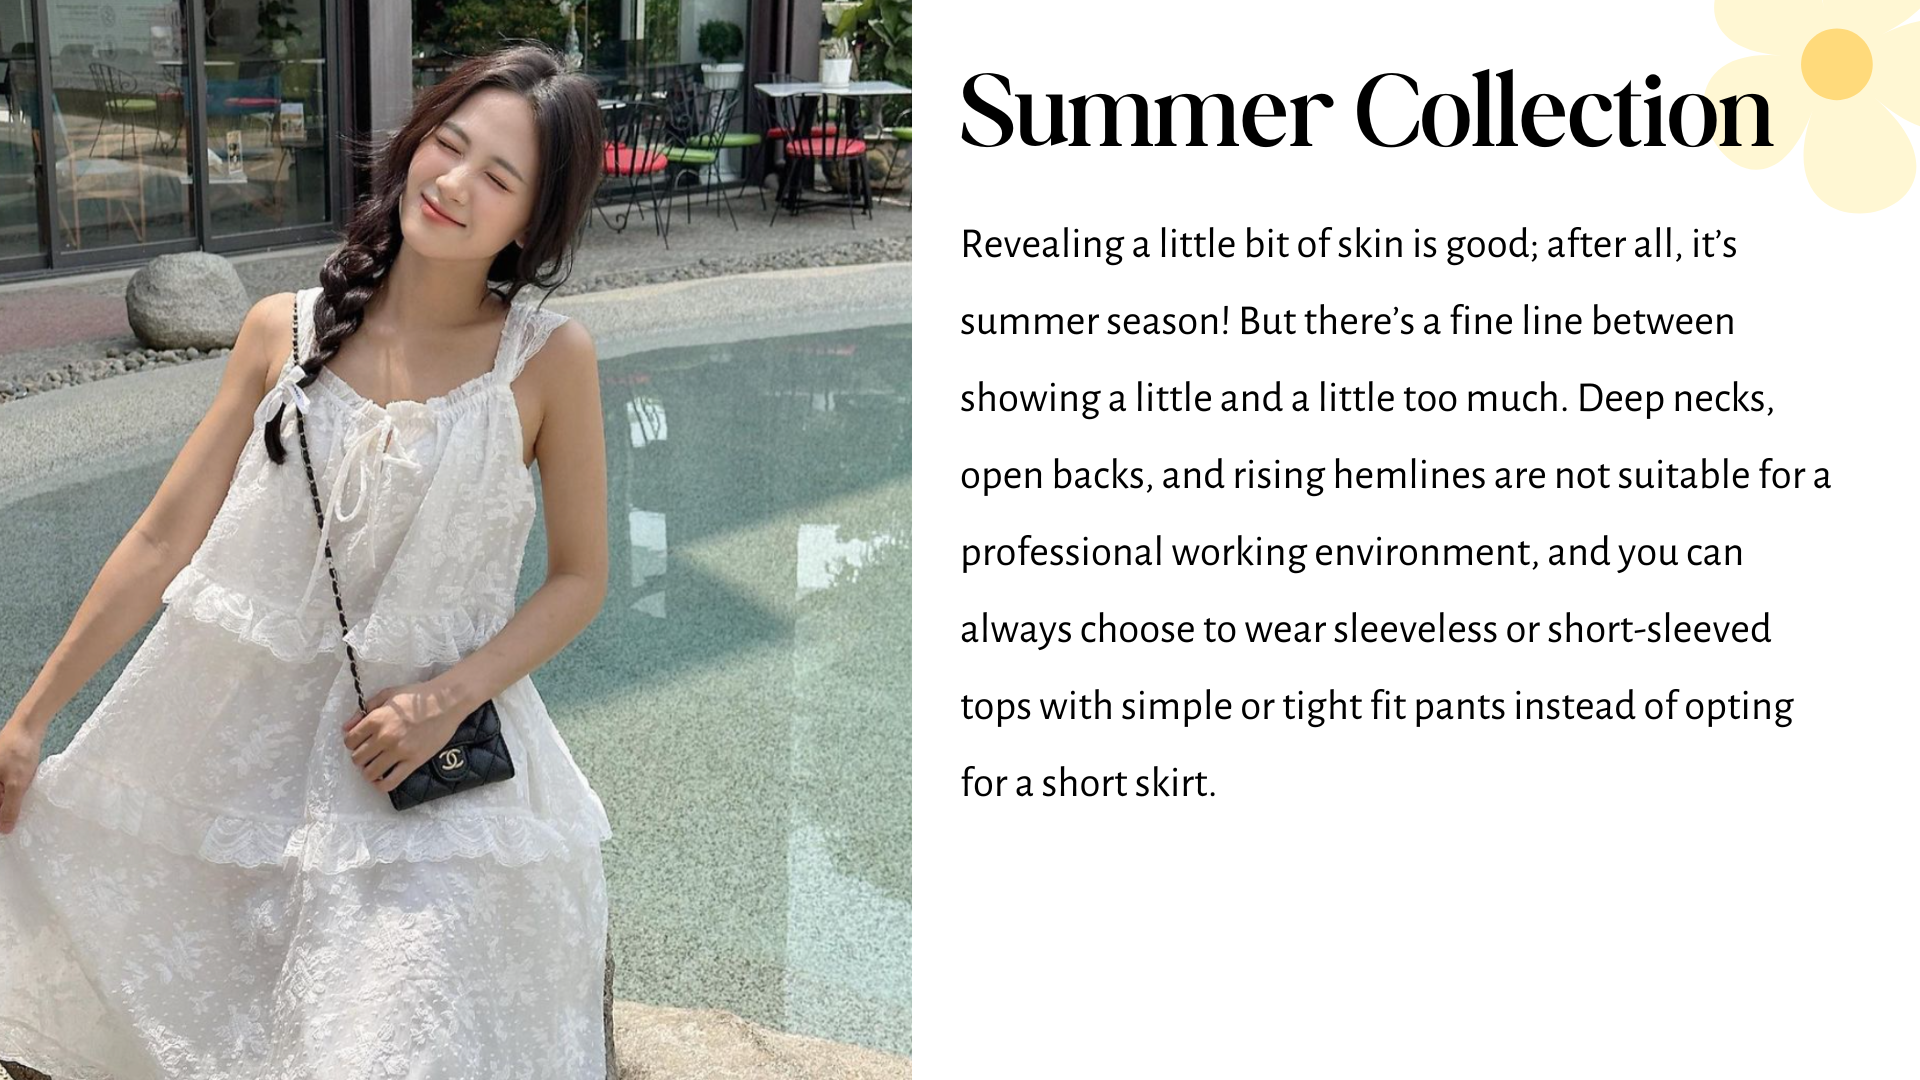 Summer Collection
Revealing a little bit of skin is good; after all, it’s
summer season! But there’s a fine line between
showing a little and a little too much. Deep necks,
open backs, and rising hemlines are not suitable for a
professional working environment, and you can
always choose to wear sleeveless or short-sleeved
tops with simple or tight fit pants instead of opting
for a short skirt.